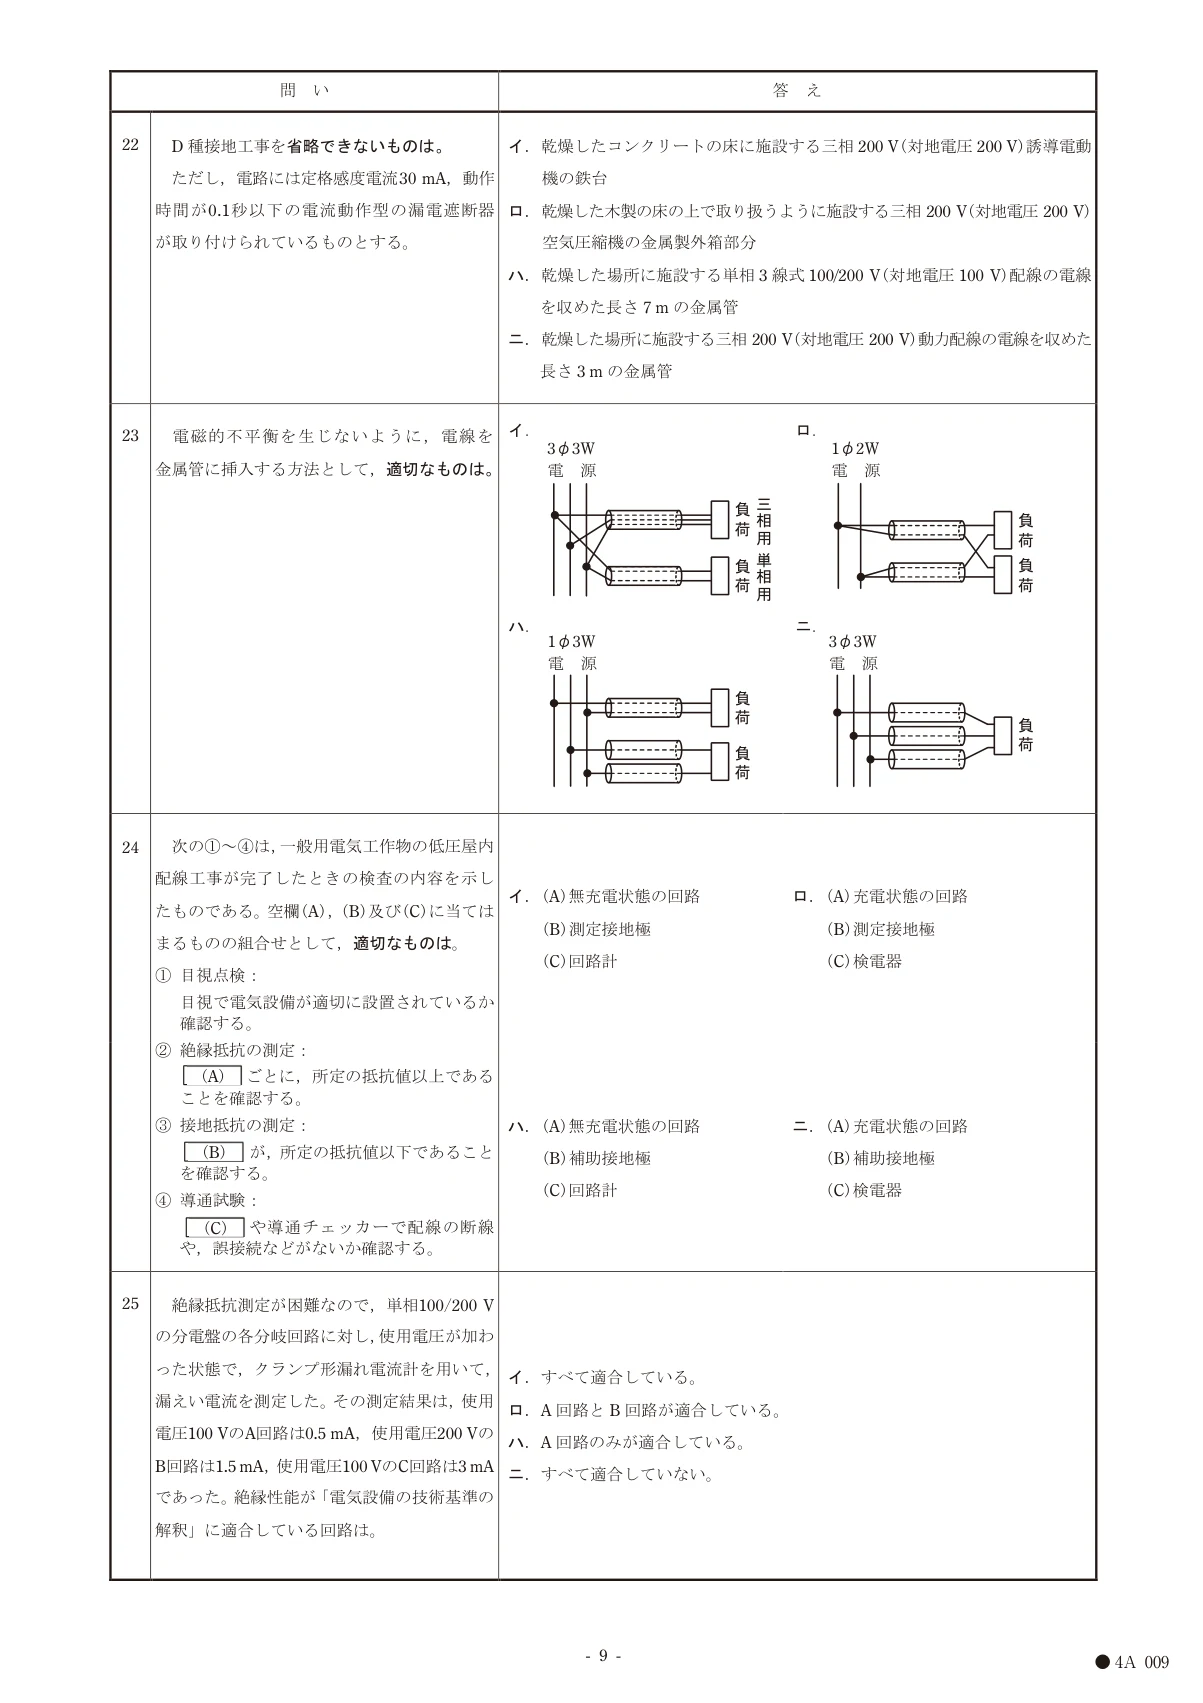 問　い
答　え
22
D 種接地工事を省略できないものは。
ただし，電路には定格感度電流30 mA，動作
時間が0.1秒以下の電流動作型の漏電遮断器
が取り付けられているものとする。
イ．乾燥したコンクリートの床に施設する三相 200 V（対地電圧 200 V）誘導電動
機の鉄台
ロ．乾燥した木製の床の上で取り扱うように施設する三相 200 V（対地電圧 200 V）
空気圧縮機の金属製外箱部分
ハ．乾燥した場所に施設する単相 3 線式 100/200 V（対地電圧 100 V）配線の電線
を収めた長さ 7 m の金属管
ニ．乾燥した場所に施設する三相 200 V（対地電圧 200 V）動力配線の電線を収めた
長さ 3 m の金属管
23
電磁的不平衡を生じないように，電線を
金属管に挿入する方法として，適切なものは。
イ．
3φ3W
電　源
負荷
三相用
負荷
単相用
ロ．
1φ2W
電　源
負荷
負荷
ハ．
1φ3W
電　源
負荷
負荷
ニ．
3φ3W
電　源
負荷
24
次の①～④は，一般用電気工作物の低圧屋内
配線工事が完了したときの検査の内容を示し
たものである。空欄（A），（B）及び（C）に当ては
まるものの組合せとして，適切なものは。
① 目視点検：
目視で電気設備が適切に設置されているか
確認する。
② 絶縁抵抗の測定：
（A） ごとに，所定の抵抗値以上である
ことを確認する。
③ 接地抵抗の測定：
（B） が，所定の抵抗値以下であること
を確認する。
④ 導通試験：
（C） や導通チェッカーで配線の断線
や，誤接続などがないか確認する。
イ．（A）無充電状態の回路
（B）測定接地極
（C）回路計
ロ．（A）充電状態の回路
（B）測定接地極
（C）検電器
ハ．（A）無充電状態の回路
（B）補助接地極
（C）回路計
ニ．（A）充電状態の回路
（B）補助接地極
（C）検電器
25
絶縁抵抗測定が困難なので，単相100/200 V
の分電盤の各分岐回路に対し，使用電圧が加わ
った状態で，クランプ形漏れ電流計を用いて，
漏えい電流を測定した。その測定結果は，使用
電圧100 VのA回路は0.5 mA，使用電圧200 Vの
B回路は1.5 mA，使用電圧100 VのC回路は3 mA
であった。絶縁性能が「電気設備の技術基準の
解釈」に適合している回路は。
イ．すべて適合している。
ロ．A 回路と B 回路が適合している。
ハ．A 回路のみが適合している。
ニ．すべて適合していない。
- 9 -
●4A 009